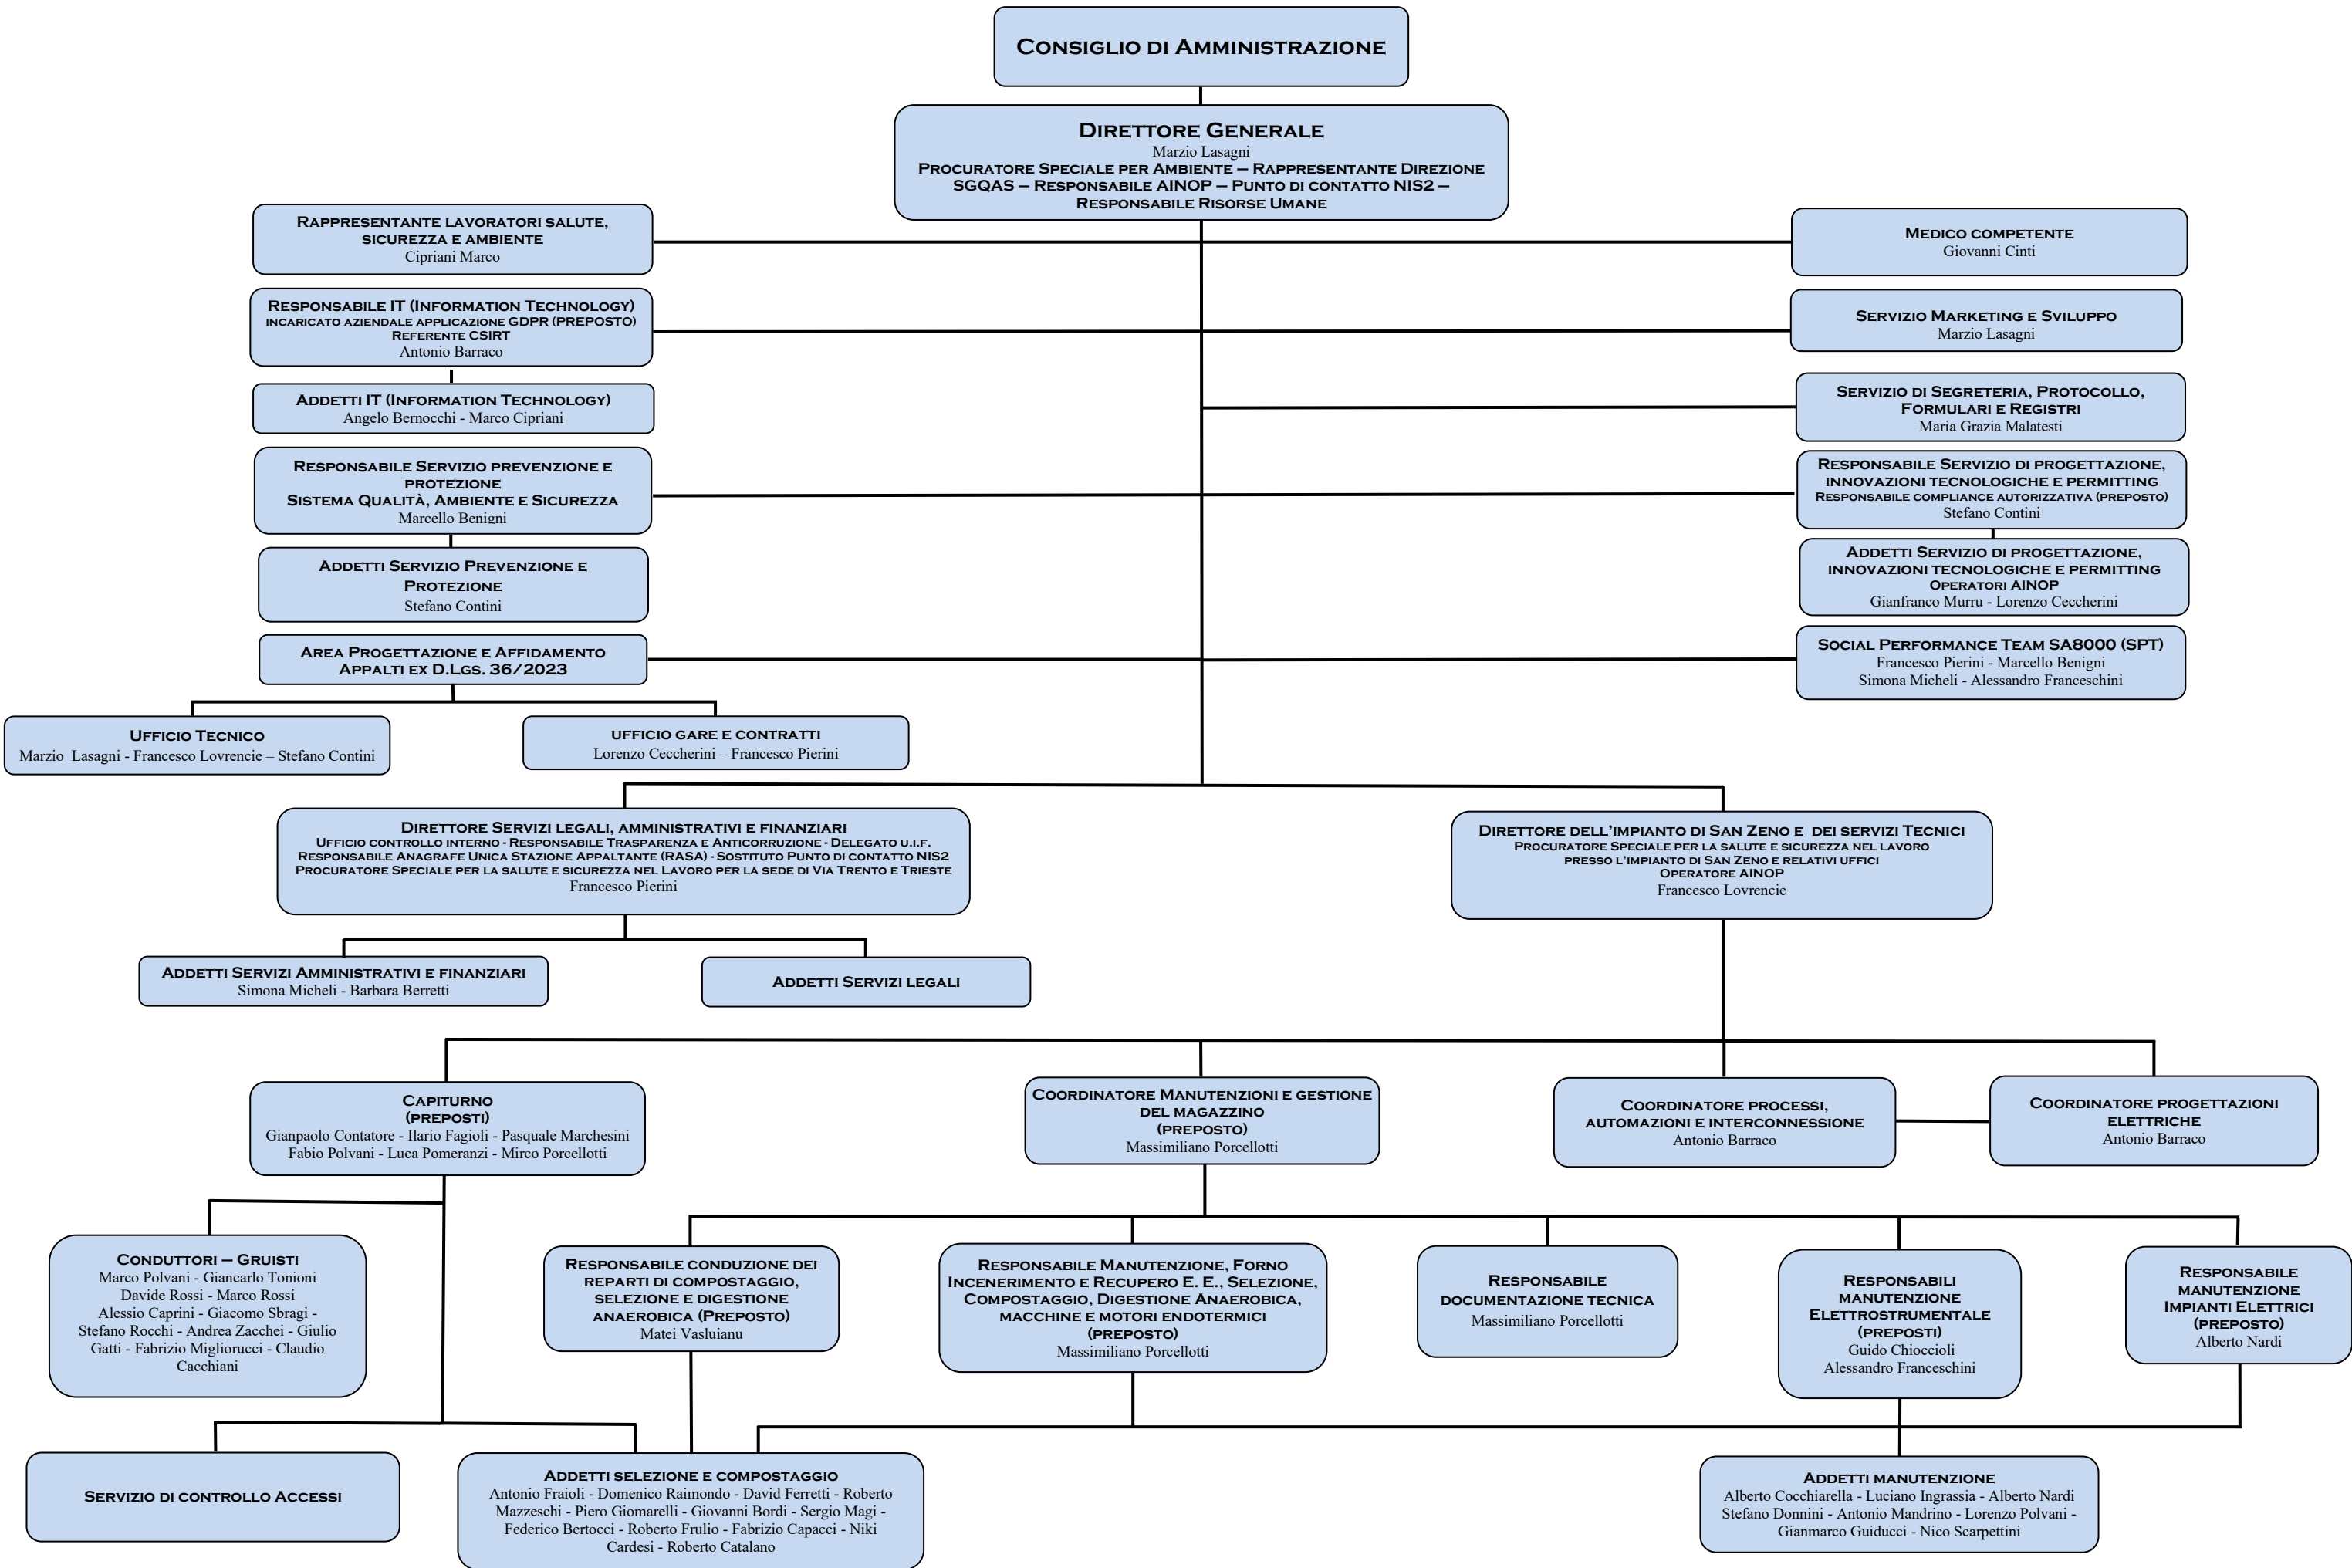 Consiglio di Amministrazione
Direttore Generale
Marzio Lasagni
Procuratore Speciale per Ambiente – Rappresentante Direzione
SGQAS – Responsabile AINOP – Punto di contatto NIS2 –
Responsabile Risorse Umane
Rappresentante lavoratori salute,
sicurezza e ambiente
Cipriani Marco
Medico competente
Giovanni Cinti
Responsabile IT (Information Technology)
incaricato aziendale applicazione GDPR (preposto)
Referente CSIRT
Antonio Barraco
Servizio Marketing e Sviluppo
Marzio Lasagni
Addetti IT (Information Technology)
Angelo Bernocchi - Marco Cipriani
Servizio di Segreteria, Protocollo,
Formulari e Registri
Maria Grazia Malatesti
Responsabile Servizio prevenzione e
protezione
Sistema Qualità, Ambiente e Sicurezza
Marcello Benigni
Responsabile Servizio di progettazione,
innovazioni tecnologiche e permitting
Responsabile compliance autorizzativa (preposto)
Stefano Contini
Addetti Servizio Prevenzione e
Protezione
Stefano Contini
Addetti Servizio di progettazione,
innovazioni tecnologiche e permitting
Operatori AINOP
Gianfranco Murru - Lorenzo Ceccherini
Area Progettazione e Affidamento
Appalti ex D.Lgs. 36/2023
Social Performance Team SA8000 (SPT)
Francesco Pierini - Marcello Benigni
Simona Micheli - Alessandro Franceschini
Ufficio Tecnico
Marzio  Lasagni - Francesco Lovrencie – Stefano Contini
ufficio gare e contratti
Lorenzo Ceccherini – Francesco Pierini
Direttore Servizi legali, amministrativi e finanziari
Ufficio controllo interno - Responsabile Trasparenza e Anticorruzione - Delegato u.i.f.
Responsabile Anagrafe Unica Stazione Appaltante (RASA) - Sostituto Punto di contatto NIS2
Procuratore Speciale per la salute e sicurezza nel Lavoro per la sede di Via Trento e Trieste
Francesco Pierini
Direttore dell'impianto di San Zeno e  dei servizi Tecnici
Procuratore Speciale per la salute e sicurezza nel lavoro
presso l'impianto di San Zeno e relativi uffici
Operatore AINOP
Francesco Lovrencie
Addetti Servizi Amministrativi e finanziari
Simona Micheli - Barbara Berretti
Addetti Servizi legali
Capiturno
(preposti)
Gianpaolo Contatore - Ilario Fagioli - Pasquale Marchesini
Fabio Polvani - Luca Pomeranzi - Mirco Porcellotti
Coordinatore Manutenzioni e gestione
del magazzino
(preposto)
Massimiliano Porcellotti
Coordinatore processi,
automazioni e interconnessione
Antonio Barraco
Coordinatore progettazioni
elettriche
Antonio Barraco
Conduttori – Gruisti
Marco Polvani - Giancarlo Tonioni
Davide Rossi - Marco Rossi
Alessio Caprini - Giacomo Sbragi -
Stefano Rocchi - Andrea Zacchei - Giulio
Gatti - Fabrizio Migliorucci - Claudio
Cacchiani
Responsabile conduzione dei
reparti di compostaggio,
selezione e digestione
anaerobica (Preposto)
Matei Vasluianu
Responsabile Manutenzione, Forno
Incenerimento e Recupero E. E., Selezione,
Compostaggio, Digestione Anaerobica,
macchine e motori endotermici
(preposto)
Massimiliano Porcellotti
Responsabile
documentazione tecnica
Massimiliano Porcellotti
Responsabili
manutenzione
Elettrostrumentale
(preposti)
Guido Chioccioli
Alessandro Franceschini
Responsabile
manutenzione
Impianti Elettrici
(preposto)
Alberto Nardi
Servizio di controllo Accessi
Addetti selezione e compostaggio
Antonio Fraioli - Domenico Raimondo - David Ferretti - Roberto
Mazzeschi - Piero Giomarelli - Giovanni Bordi - Sergio Magi -
Federico Bertocci - Roberto Frulio - Fabrizio Capacci - Niki
Cardesi - Roberto Catalano
Addetti manutenzione
Alberto Cocchiarella - Luciano Ingrassia - Alberto Nardi
Stefano Donnini - Antonio Mandrino - Lorenzo Polvani -
Gianmarco Guiducci - Nico Scarpettini